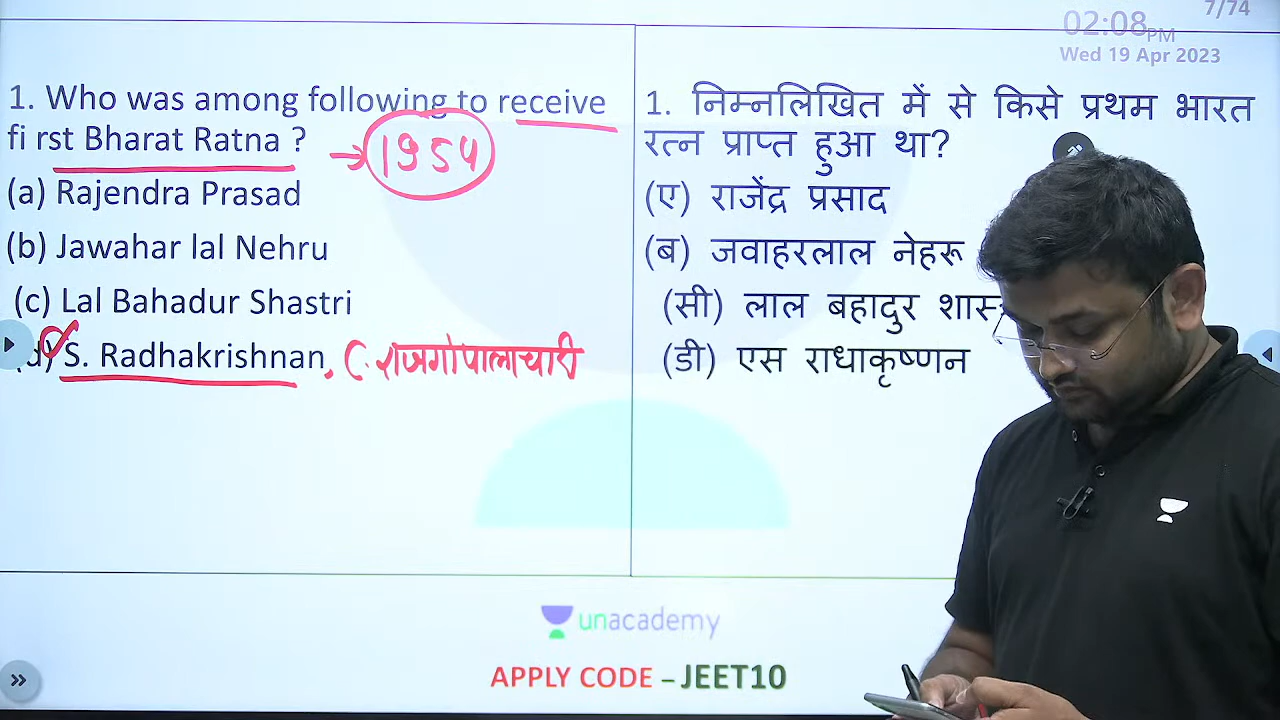 7/74
02:08PM
Wed 19 Apr 2023
1. Who was among following to receive
fi rst Bharat Ratna ? → 1954
(a) Rajendra Prasad
(b) Jawahar lal Nehru
(c) Lal Bahadur Shastri
(d) S. Radhakrishnan, C. राजगोपालाचारी
1. निम्नलिखित में से किसे प्रथम भारत
रत्न प्राप्त हुआ था?
(ए) राजेंद्र प्रसाद
(ब) जवाहरलाल नेहरू
(सी) लाल बहादुर शास्त्
(डी) एस राधाकृष्णन
unacademy
APPLY CODE – JEET10